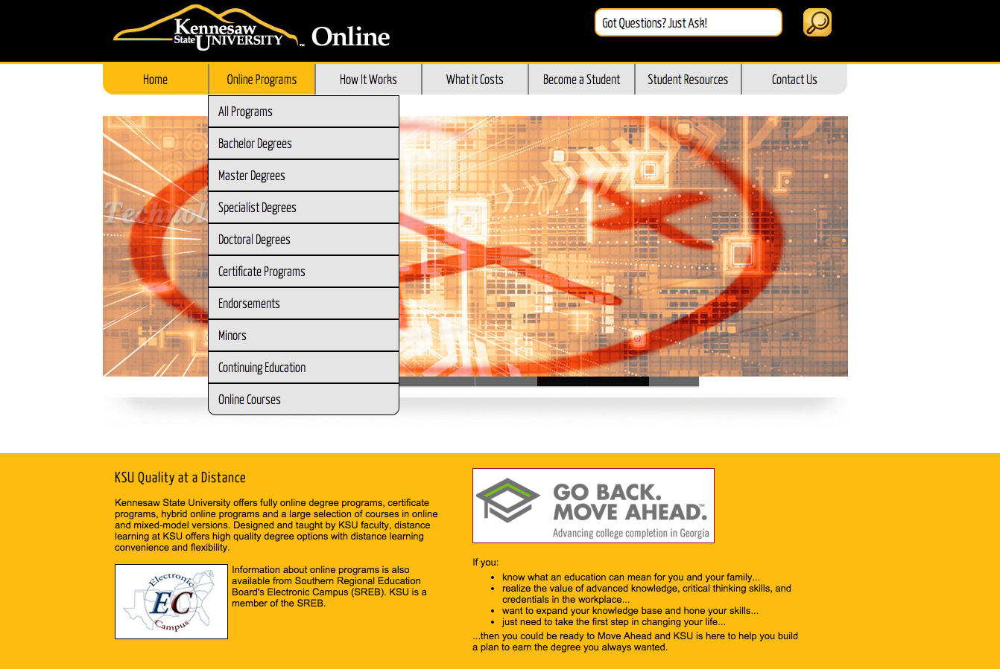 Kennesaw
State UNIVERSITY™ Online
Got Questions? Just Ask!
Home
Online Programs
How It Works
What it Costs
Become a Student
Student Resources
Contact Us
All Programs
Bachelor Degrees
Master Degrees
Specialist Degrees
Doctoral Degrees
Certificate Programs
Endorsements
Minors
Continuing Education
Online Courses
KSU Quality at a Distance
Kennesaw State University offers fully online degree programs, certificate
programs, hybrid online programs and a large selection of courses in online
and mixed-model versions. Designed and taught by KSU faculty, distance
learning at KSU offers high quality degree options with distance learning
convenience and flexibility.
Electronic
EC
Campus
Information about online programs is also
available from Southern Regional Education
Board's Electronic Campus (SREB). KSU is a
member of the SREB.
GO BACK.
MOVE AHEAD.™
Advancing college completion in Georgia
If you:
• know what an education can mean for you and your family...
• realize the value of advanced knowledge, critical thinking skills, and
credentials in the workplace...
• want to expand your knowledge base and hone your skills...
• just need to take the first step in changing your life...
...then you could be ready to Move Ahead and KSU is here to help you build
a plan to earn the degree you always wanted.